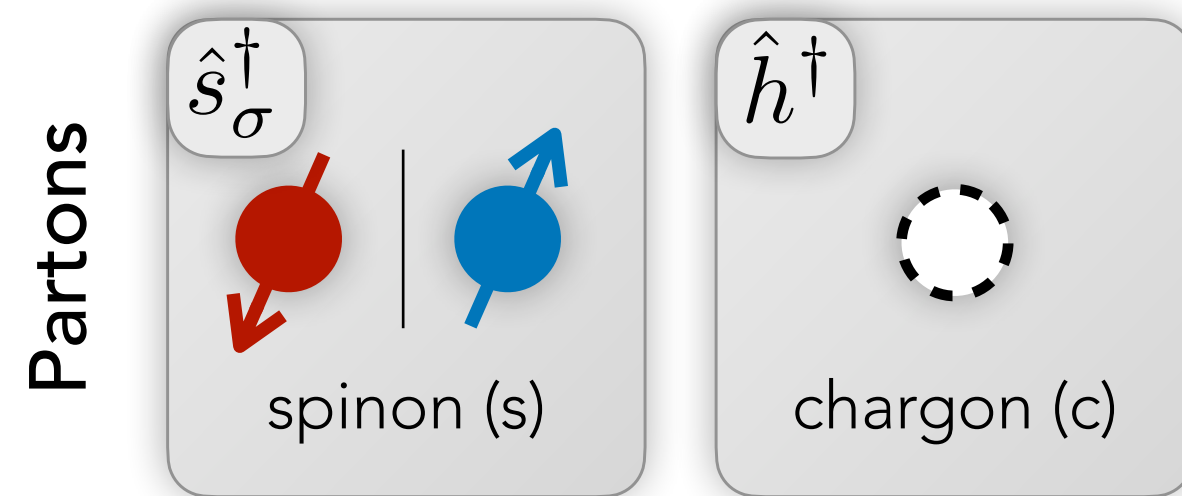 Partons
ŝ†σ
spinon (s)
ĥ†
chargon (c)